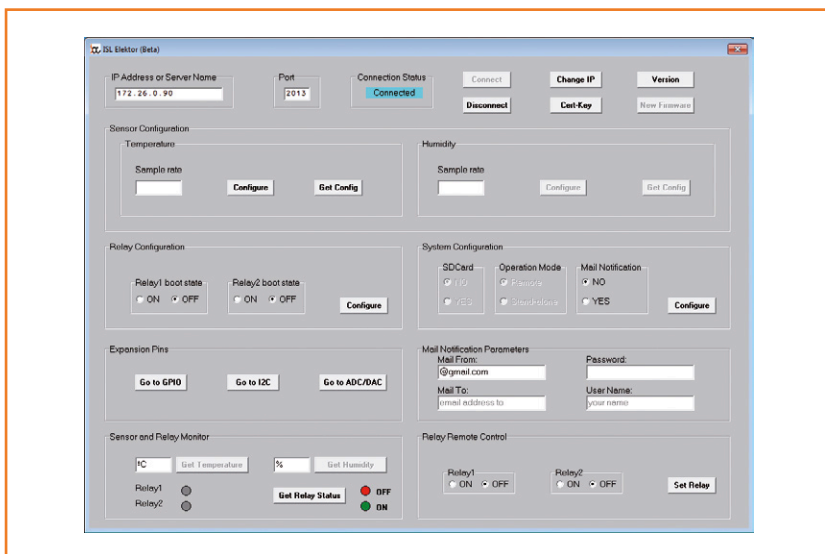 ISL Elektor (Beta)
IP Address or Server Name
172.26.0.90
Port
2013
Connection Status
Connected
Connect
Change IP
Version
Disconnect
Cert-Key
New Famware
Sensor Configuration
Temperature
Sample rate
Configure
Get Config
Humidity
Sample rate
Configure
Get Config
Relay Configuration
Relay1 boot state
ON OFF
Relay2 boot state
ON OFF
Configure
System Configuration
SDCard
NO
YES
Operation Mode
Remote
Standalone
Mail Notification
NO
YES
Configure
Expansion Pins
Go to GPIO
Go to I2C
Go to ADC/DAC
Mail Notification Parameters
Mail From:
@gmail.com
Password:
Mail To:
email address to
User Name:
your name
Sensor and Relay Monitor
ºC
Get Temperature
%
Get Humidity
Relay1
Relay2
Get Relay Status
OFF
ON
Relay Remote Control
Relay1
ON OFF
Relay2
ON OFF
Set Relay